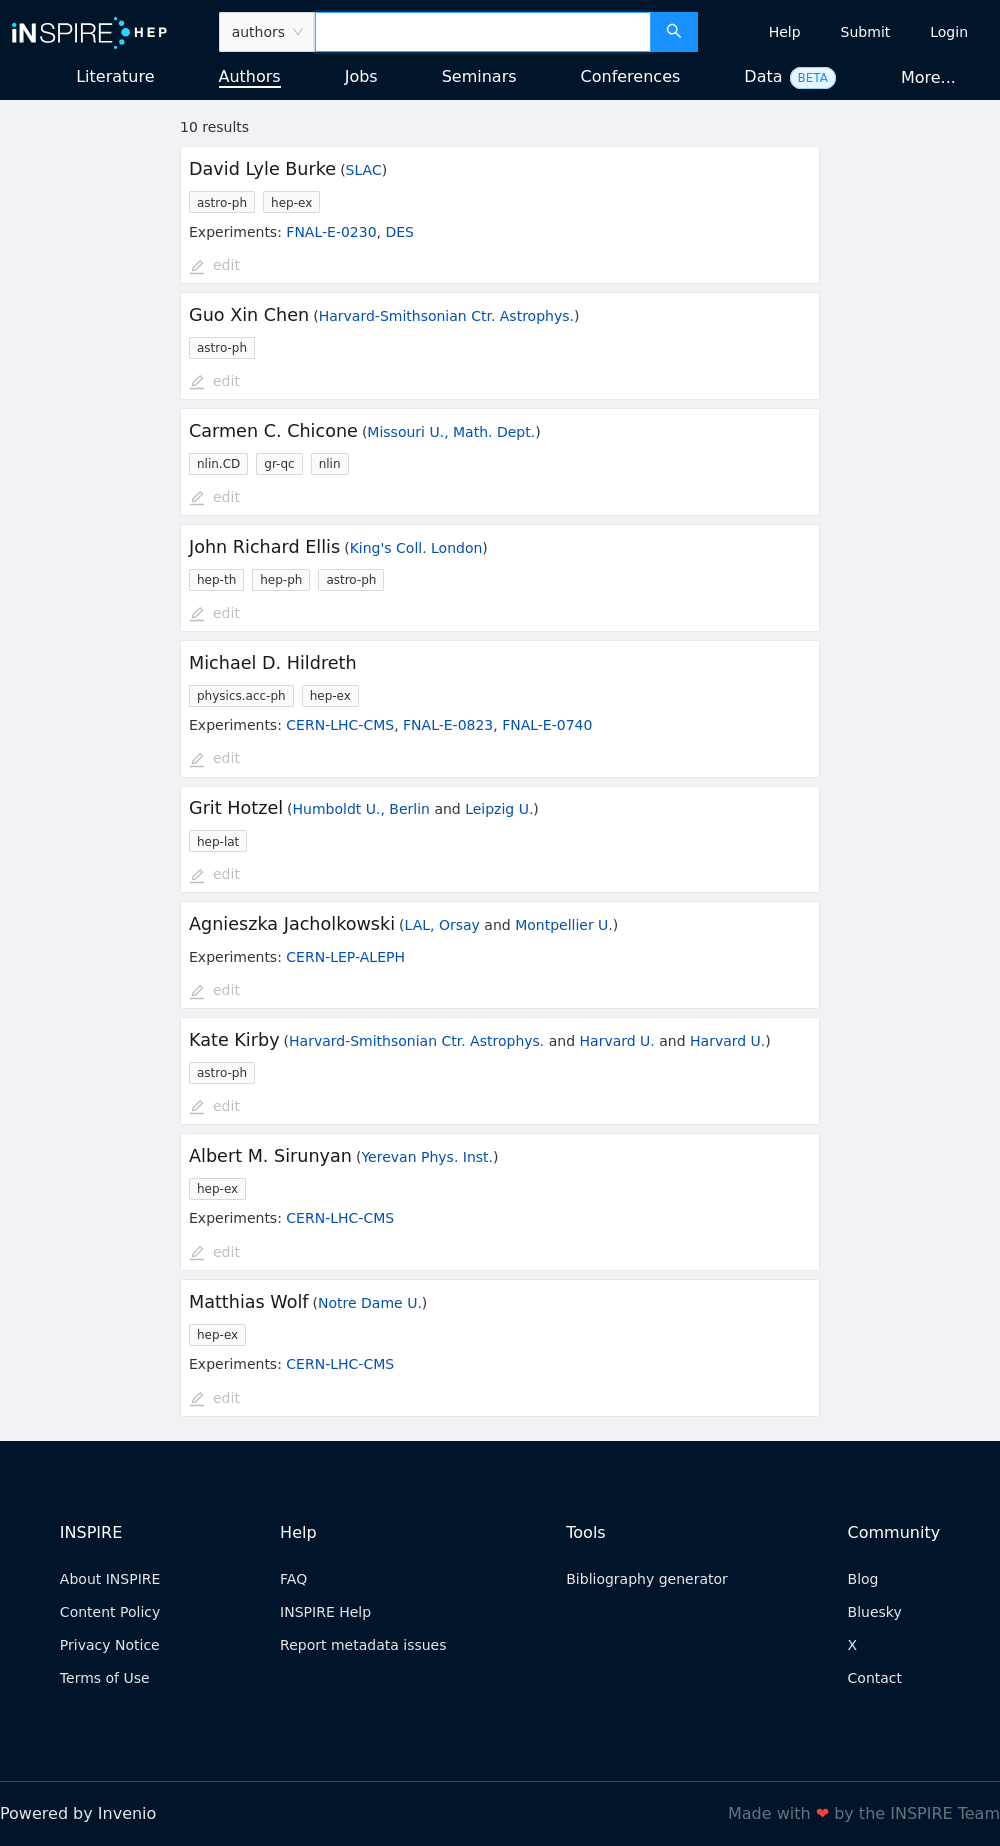 iNSPIRE HEP
authors
Help Submit Login
Literature Authors Jobs Seminars Conferences Data BETA More...
10 results
David Lyle Burke (SLAC)
astro-ph hep-ex
Experiments: FNAL-E-0230, DES
edit
Guo Xin Chen (Harvard-Smithsonian Ctr. Astrophys.)
astro-ph
edit
Carmen C. Chicone (Missouri U., Math. Dept.)
nlin.CD gr-qc nlin
edit
John Richard Ellis (King's Coll. London)
hep-th hep-ph astro-ph
edit
Michael D. Hildreth
physics.acc-ph hep-ex
Experiments: CERN-LHC-CMS, FNAL-E-0823, FNAL-E-0740
edit
Grit Hotzel (Humboldt U., Berlin and Leipzig U.)
hep-lat
edit
Agnieszka Jacholkowski (LAL, Orsay and Montpellier U.)
Experiments: CERN-LEP-ALEPH
edit
Kate Kirby (Harvard-Smithsonian Ctr. Astrophys. and Harvard U. and Harvard U.)
astro-ph
edit
Albert M. Sirunyan (Yerevan Phys. Inst.)
hep-ex
Experiments: CERN-LHC-CMS
edit
Matthias Wolf (Notre Dame U.)
hep-ex
Experiments: CERN-LHC-CMS
edit
INSPIRE
About INSPIRE
Content Policy
Privacy Notice
Terms of Use
Help
FAQ
INSPIRE Help
Report metadata issues
Tools
Bibliography generator
Community
Blog
Bluesky
X
Contact
Powered by Invenio
Made with ❤ by the INSPIRE Team